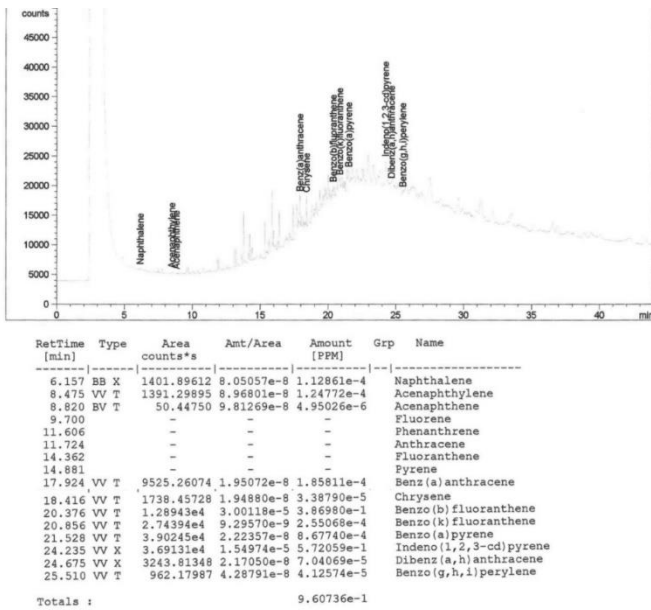 counts
50000
45000
40000
35000
30000
25000
20000
15000
10000
5000
0
Naphthalene
Acenaphthylene
Acenaphthene
Benz(a)anthracene
Chrysene
Benzo(b)fluoranthene
Benzo(k)fluoranthene
Benzo(a)pyrene
Indeno(1,2,3-cd)pyrene
Dibenz(a,h)anthracene
Benzo(g,h,i)perylene
0 5 10 15 20 25 30 35 40 min
RetTime Type Area Amt/Area Amount Grp Name
[min] counts*s [PPM]
6.157 BB X 1401.89612 8.05057e-8 1.12861e-4 Naphthalene
8.475 VV T 1391.29895 8.96801e-8 1.24772e-4 Acenaphthylene
8.820 BV T 50.44750 9.81269e-8 4.95026e-6 Acenaphthene
9.700 - - - Fluorene
11.606 - - - Phenanthrene
11.724 - - - Anthracene
14.362 - - - Fluoranthene
14.881 - - - Pyrene
17.924 VV T 9525.26074 1.95072e-8 1.85811e-4 Benz(a)anthracene
18.416 VV T 1738.45728 1.94880e-8 3.38790e-5 Chrysene
20.376 VV T 1.28943e4 3.00118e-5 3.86980e-1 Benzo(b)fluoranthene
20.856 VV T 2.74394e4 9.29570e-9 2.55068e-4 Benzo(k)fluoranthene
21.528 VV T 3.90245e4 2.22357e-8 8.67740e-4 Benzo(a)pyrene
24.235 VV X 3.69131e4 1.54974e-5 5.72059e-1 Indeno(1,2,3-cd)pyrene
24.675 VV X 3243.81348 2.17050e-8 7.04069e-5 Dibenz(a,h)anthracene
25.510 VV T 962.17987 4.28791e-8 4.12574e-5 Benzo(g,h,i)perylene
Totals : 9.60736e-1